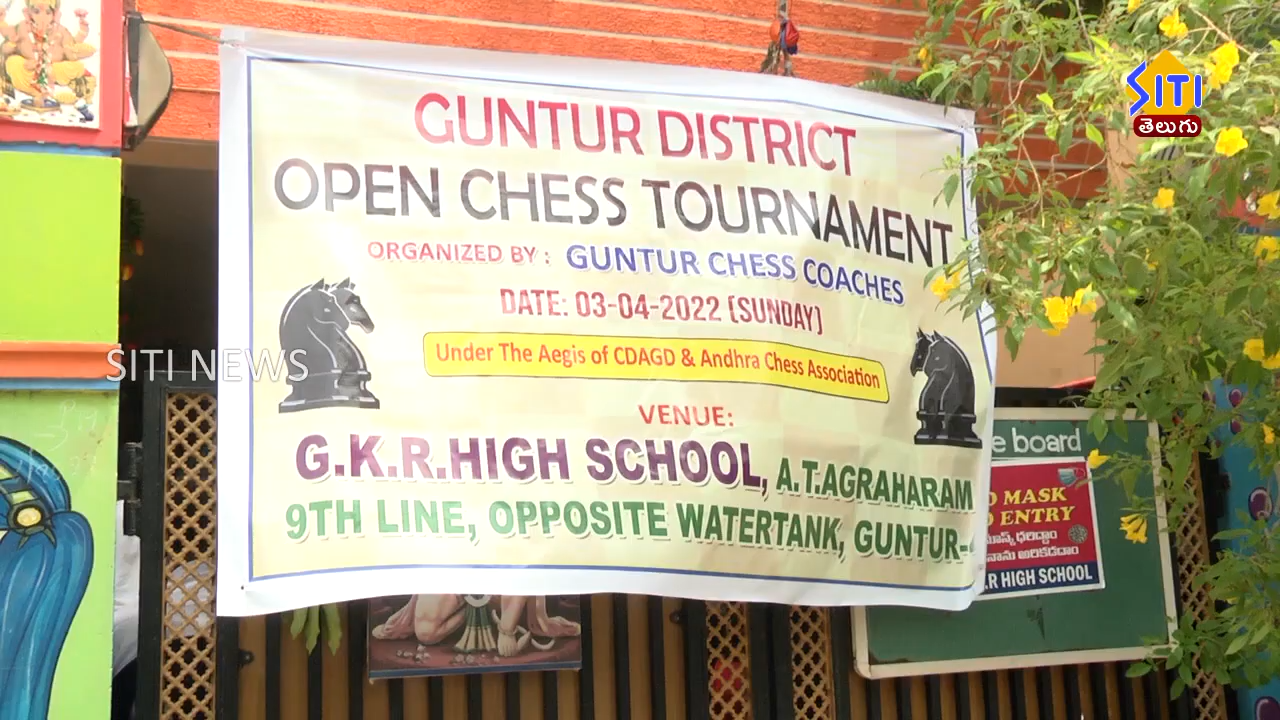 GUNTUR DISTRICT
OPEN CHESS TOURNAMENT
ORGANIZED BY : GUNTUR CHESS COACHES
DATE: 03-04-2022 (SUNDAY)
Under The Aegis of CDAGD & Andhra Chess Association
VENUE:
G.K.R.HIGH SCHOOL, A.T.AGRAHARAM
9TH LINE, OPPOSITE WATERTANK, GUNTUR-4
SITI
తెలుగు
SITI NEWS
e board
MASK
ENTRY
R HIGH SCHOOL